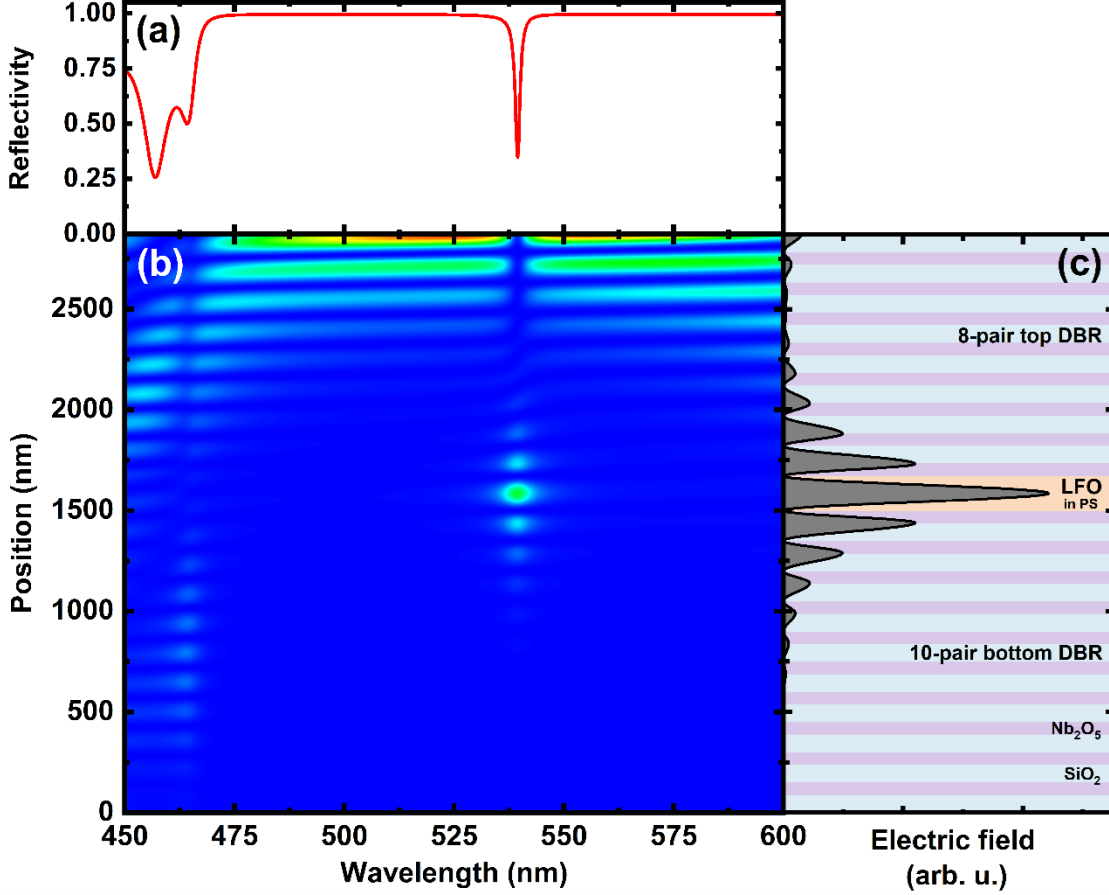 1.00
0.75
0.50
0.25
0.00
Reflectivity
(a)
(b)
(c)
2500
2000
1500
1000
500
0
Position (nm)
450
475
500
525
550
575
600
Wavelength (nm)
8-pair top DBR
LFO
in PS
10-pair bottom DBR
Nb₂O₅
SiO₂
Electric field
(arb. u.)